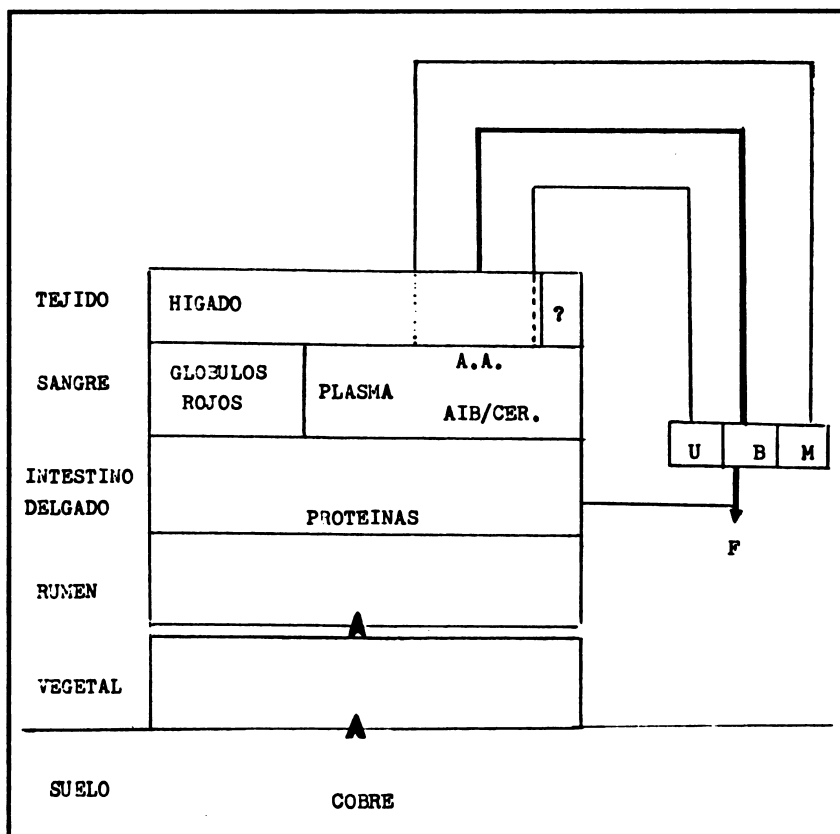 TEJIDO HIGADO ?
SANGRE GLOBULOS ROJOS PLASMA A.A. AIB/CER.
U B M
INTESTINO DELGADO PROTEINAS
F
RUMEN
VEGETAL
SUELO COBRE